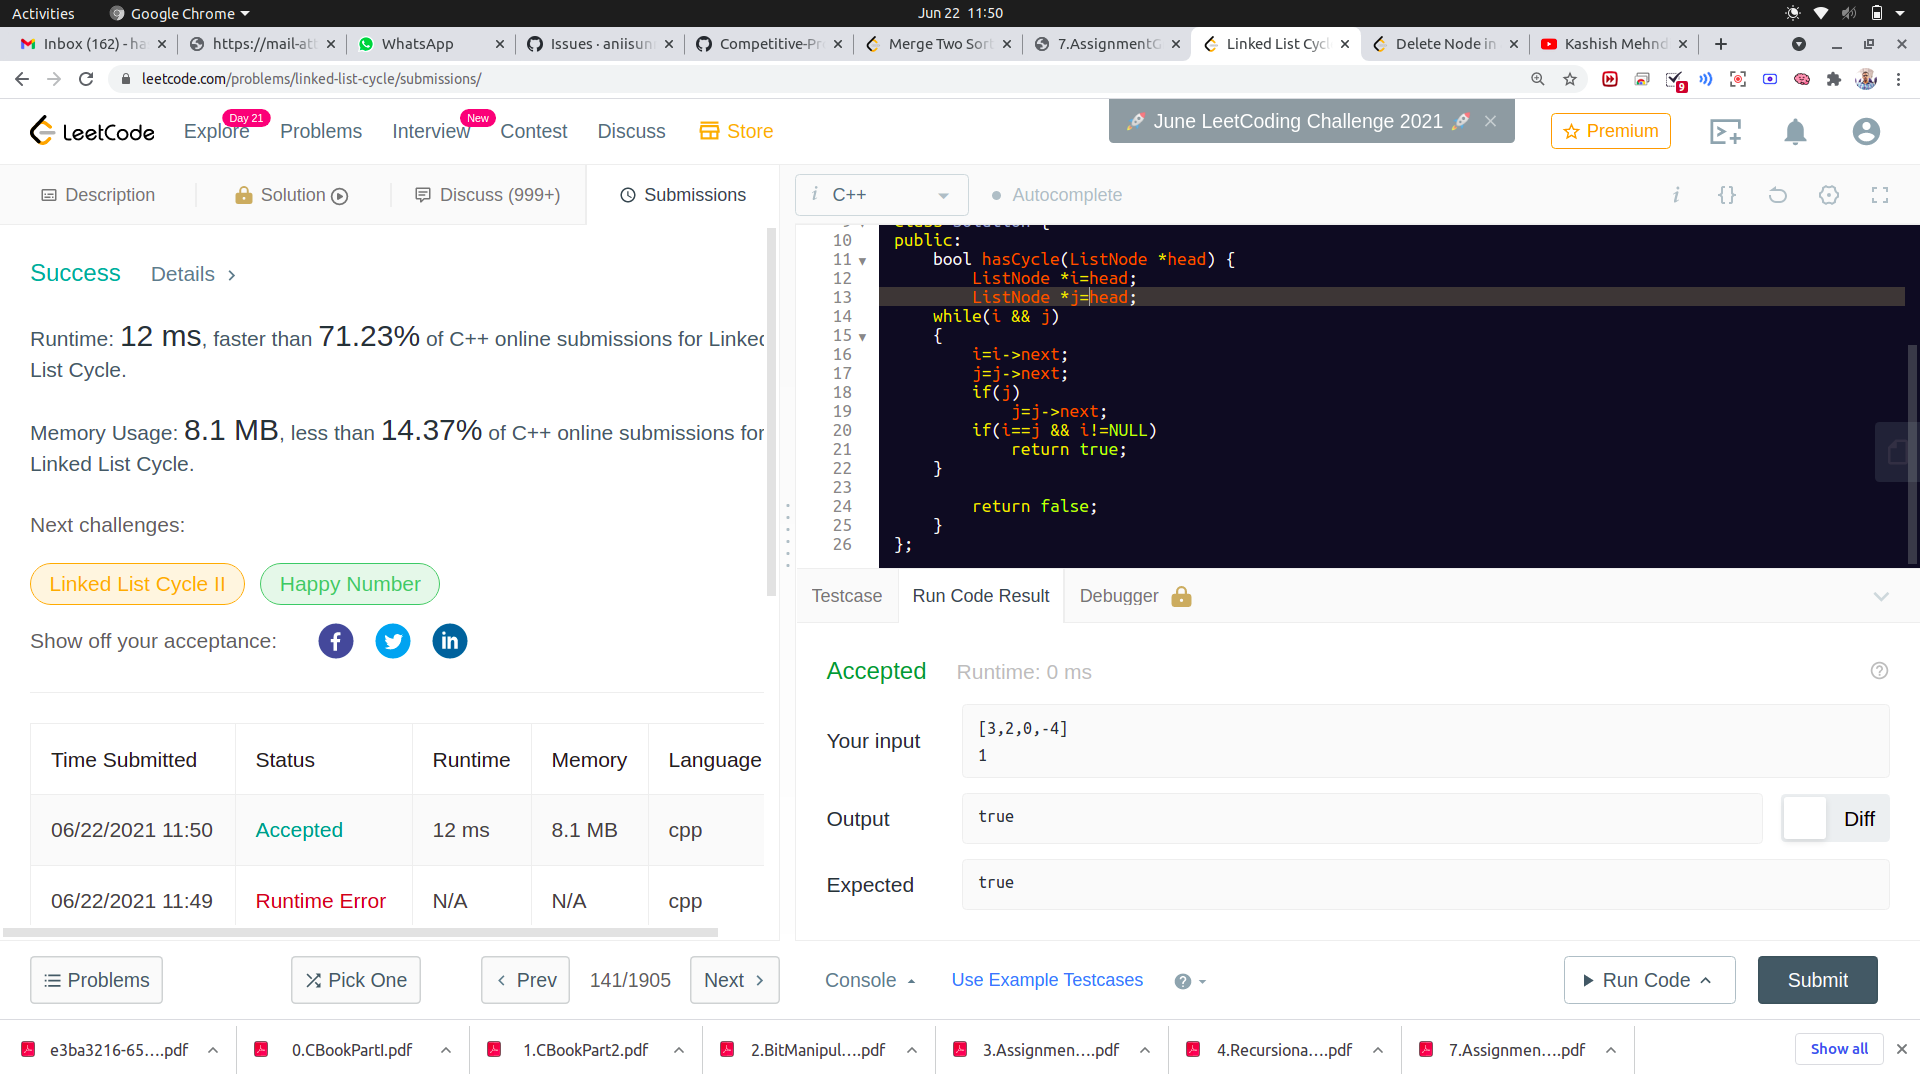 Activities Google Chrome Jun 22 11:50
Inbox (162) - ha https://mail-att WhatsApp Issues · aniisun Competitive-Pr Merge Two Sort 7.AssignmentO Linked List Cycl Delete Node in Kashish Mehnd
leetcode.com/problems/linked-list-cycle/submissions/ 9
LeetCode Explore Day 21 Problems Interview New Contest Discuss Store June LeetCoding Challenge 2021 Premium
Description Solution Discuss (999+) Submissions
C++ Autocomplete
Success Details
Runtime: 12 ms, faster than 71.23% of C++ online submissions for Linked
List Cycle.
Memory Usage: 8.1 MB, less than 14.37% of C++ online submissions for
Linked List Cycle.
Next challenges:
Linked List Cycle II Happy Number
Show off your acceptance:
Time Submitted Status Runtime Memory Language
06/22/2021 11:50 Accepted 12 ms 8.1 MB cpp
06/22/2021 11:49 Runtime Error N/A N/A cpp
10 public:
11 bool hasCycle(ListNode *head) {
12 ListNode *i=head;
13 ListNode *j=head;
14 while(i && j)
15 {
16 i=i->next;
17 j=j->next;
18 if(j)
19 j=j->next;
20 if(i==j && i!=NULL)
21 return true;
22 }
23
24 return false;
25 }
26 };
Testcase Run Code Result Debugger
Accepted Runtime: 0 ms
Your input [3,2,0,-4]
1
Output true Diff
Expected true
Problems Pick One Prev 141/1905 Next Console Use Example Testcases Run Code Submit
e3ba3216-65....pdf 0.CBookPartI.pdf 1.CBookPart2.pdf 2.BitManipul....pdf 3.Assignmen....pdf 4.Recursiona....pdf 7.Assignmen....pdf Show all